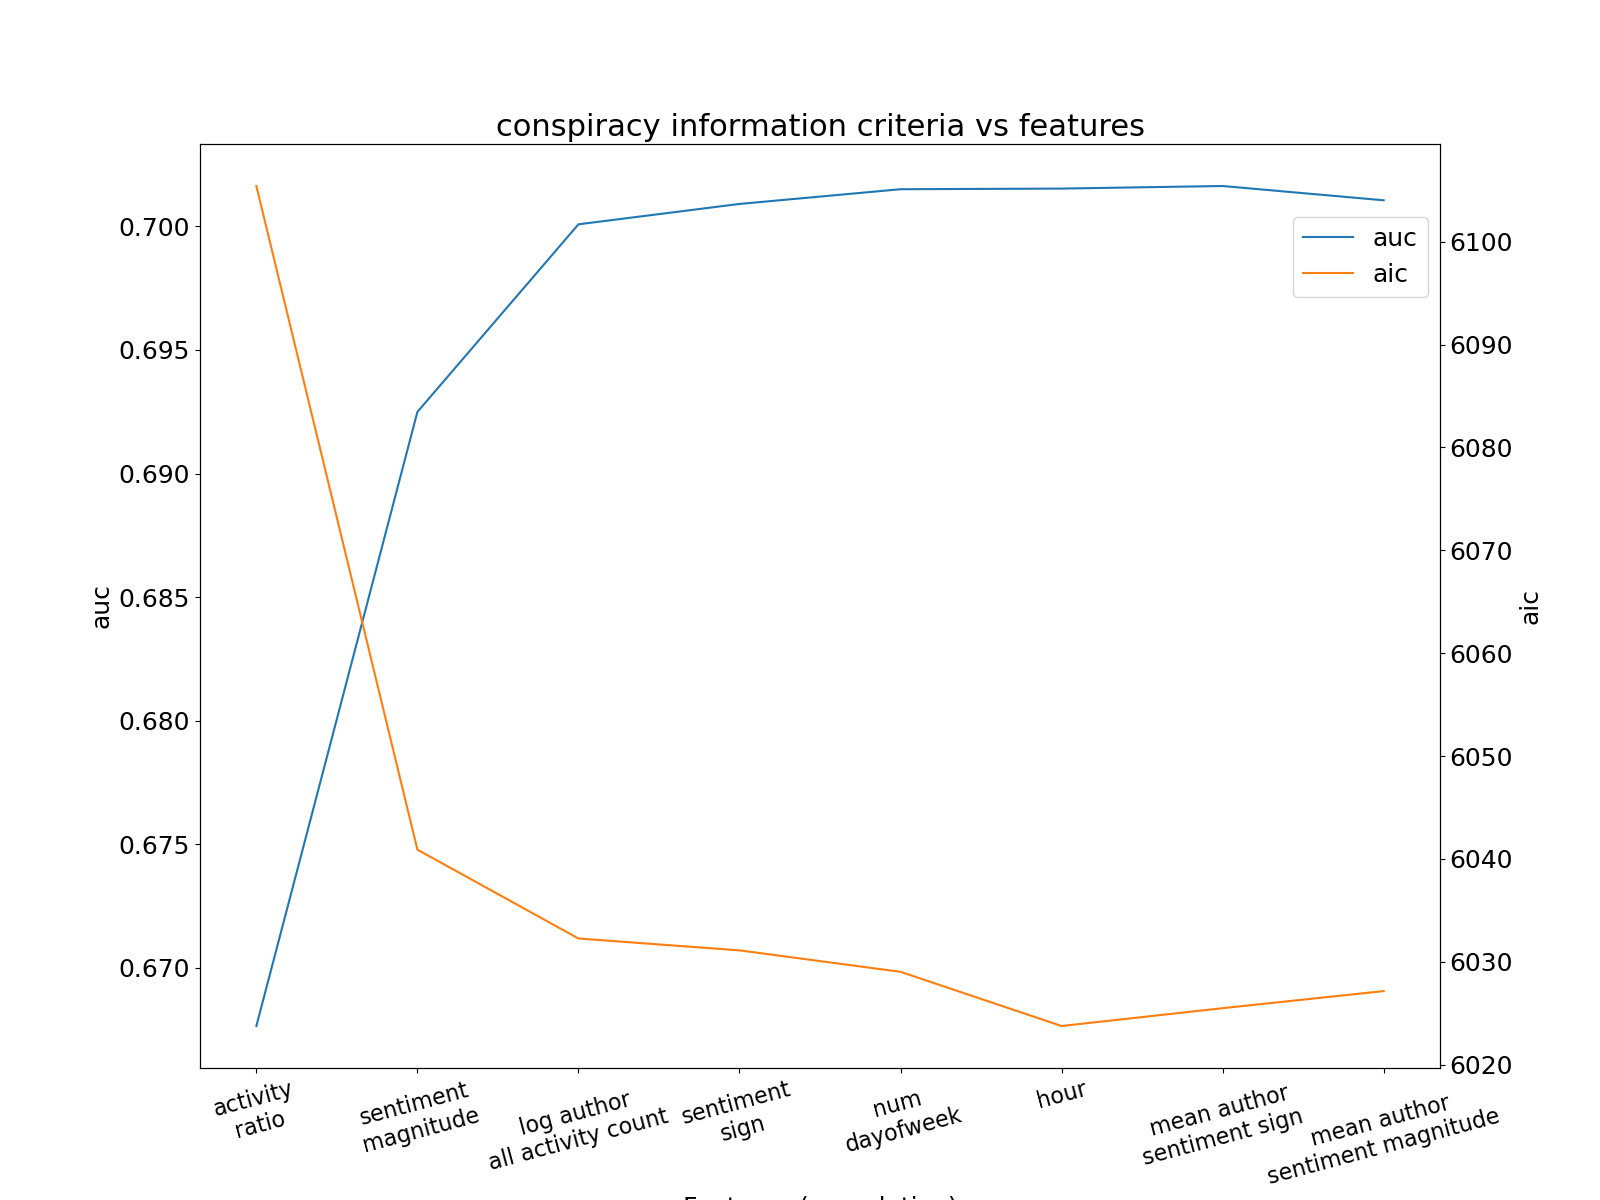 conspiracy information criteria vs features
0.700
0.695
0.690
0.685
0.680
0.675
0.670
auc
auc
aic
6100
6090
6080
6070
6060
6050
6040
6030
6020
aic
activity
ratio
sentiment
magnitude
log author
all activity count
sentiment
sign
num
dayofweek
hour
mean author
sentiment sign
mean author
sentiment magnitude